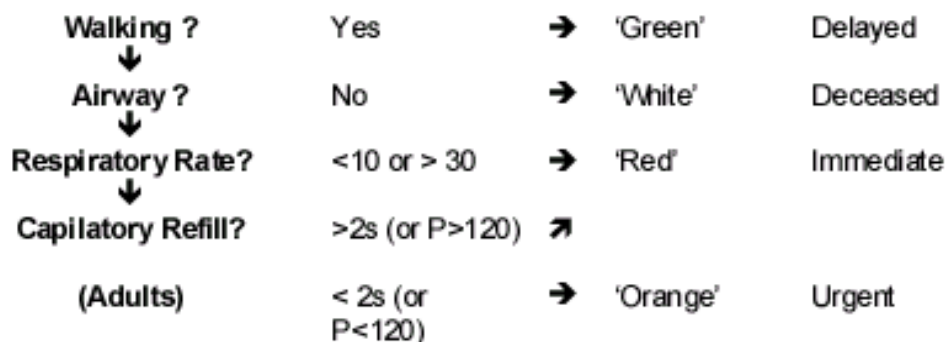 Walking ? Yes → ‘Green’ Delayed
↓
Airway ? No → ‘White’ Deceased
↓
Respiratory Rate? <10 or > 30 → ‘Red’ Immediate
↓
Capilatory Refill? >2s (or P>120) ↗
(Adults) < 2s (or → ‘Orange’ Urgent
P<120)